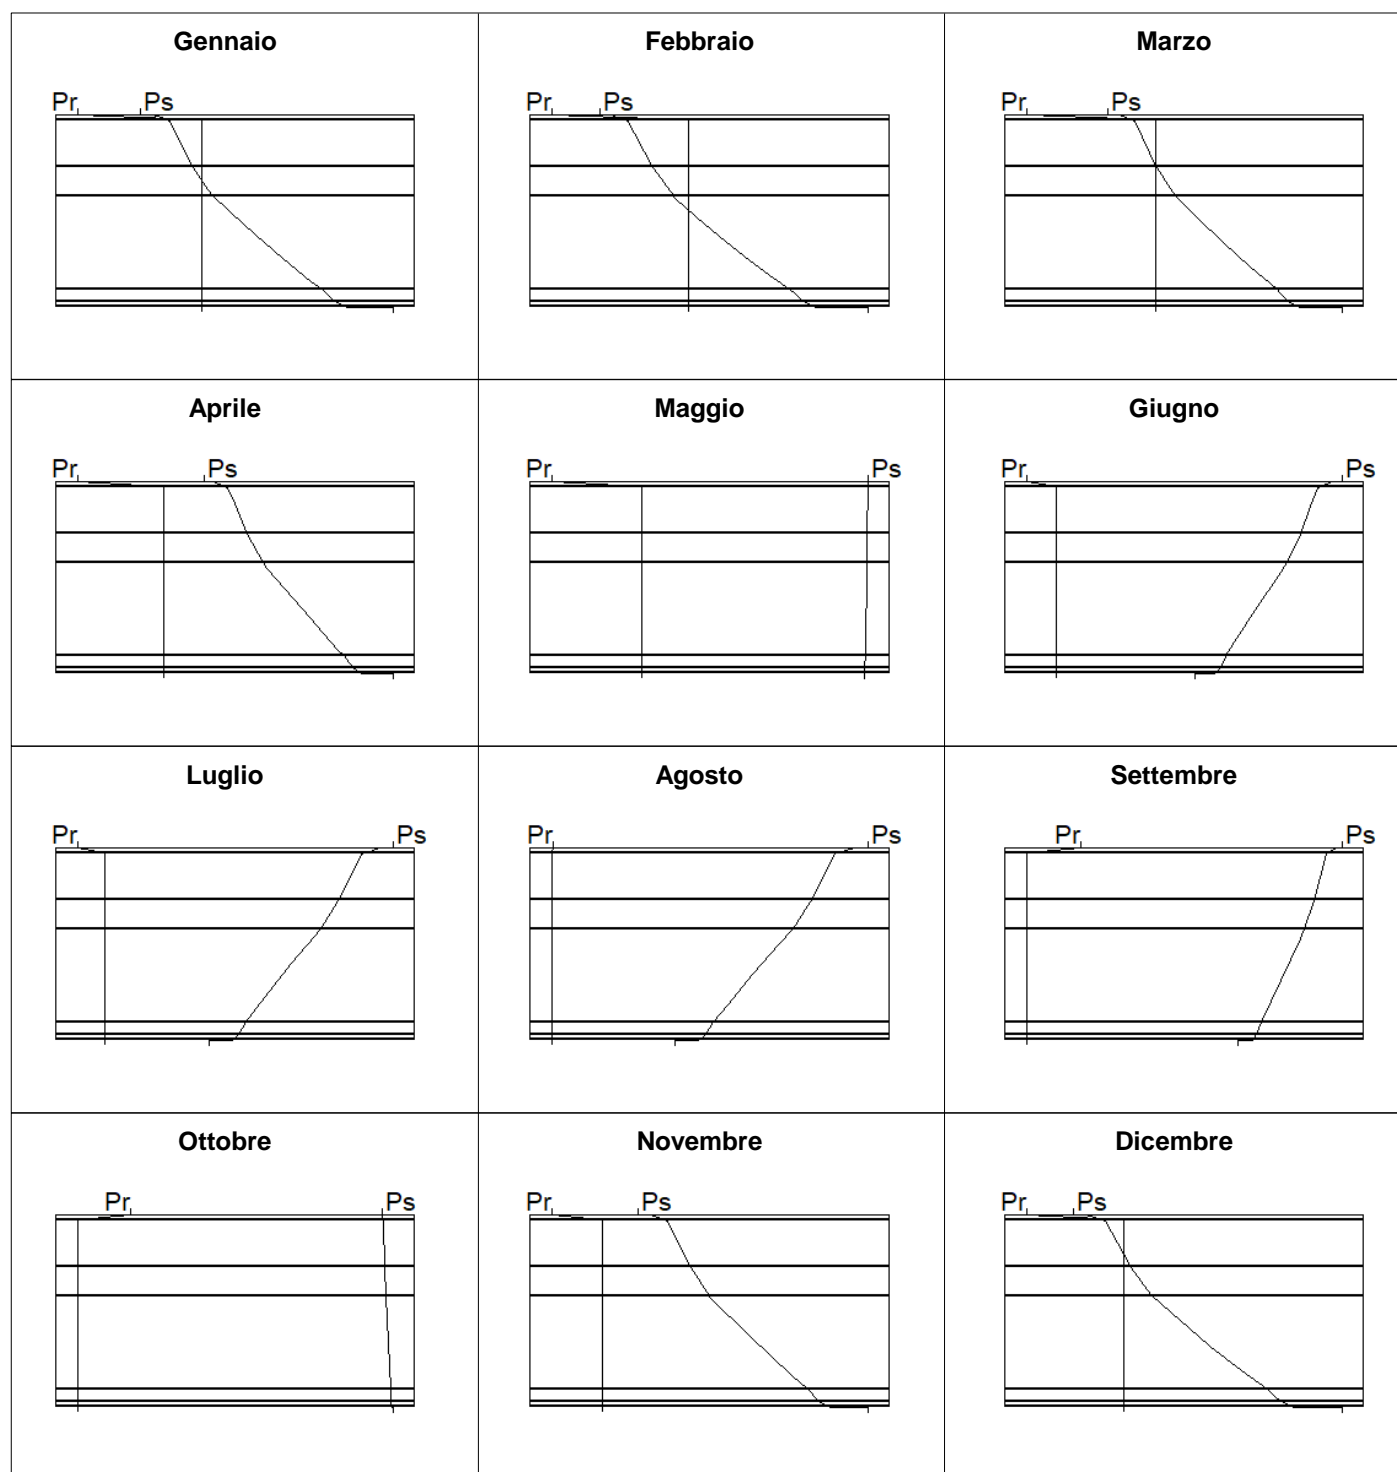 Gennaio Febbraio Marzo
Pr Ps Pr Ps Pr Ps
Aprile Maggio Giugno
Pr Ps Pr Ps Pr Ps
Luglio Agosto Settembre
Pr Ps Pr Ps Pr Ps
Ottobre Novembre Dicembre
Pr Ps Pr Ps Pr Ps